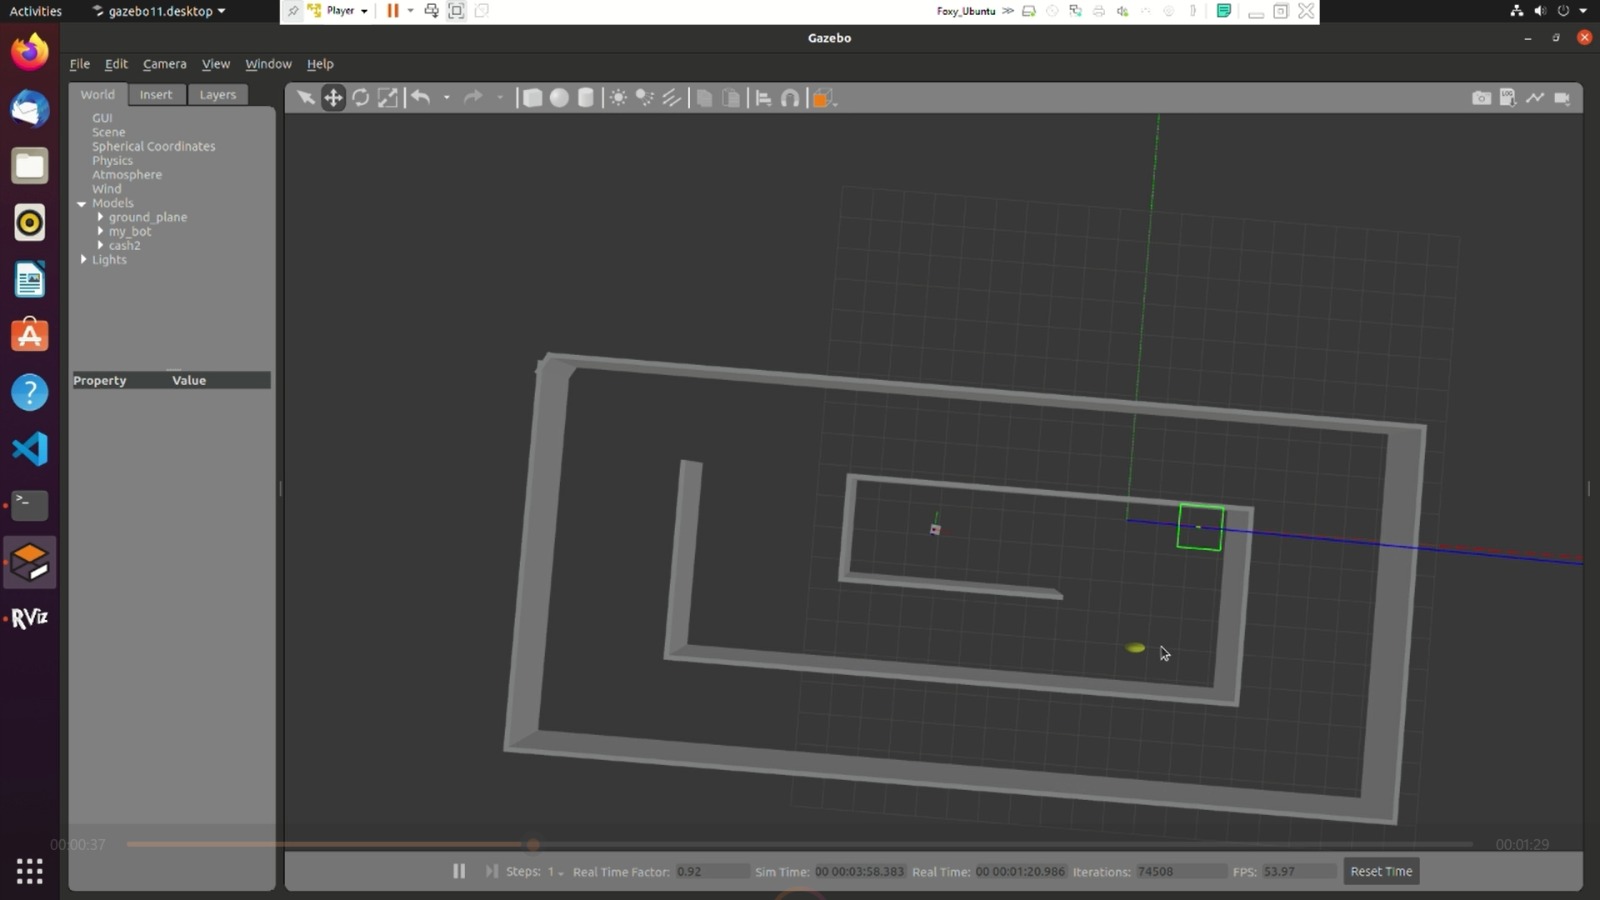 Activities
gazebo11.desktop
Player
Foxy_Ubuntu
Gazebo
File Edit Camera View Window Help
World Insert Layers
GUI
Scene
Spherical Coordinates
Physics
Atmosphere
Wind
Models
ground_plane
my_bot
cash2
Lights
Property Value
RViz
00:00:37
00:01:29
Steps: 1 Real Time Factor: 0.92 Sim Time: 00 00:03:58.383 Real Time: 00 00:01:20.986 Iterations: 74508 FPS: 53.97 Reset Time